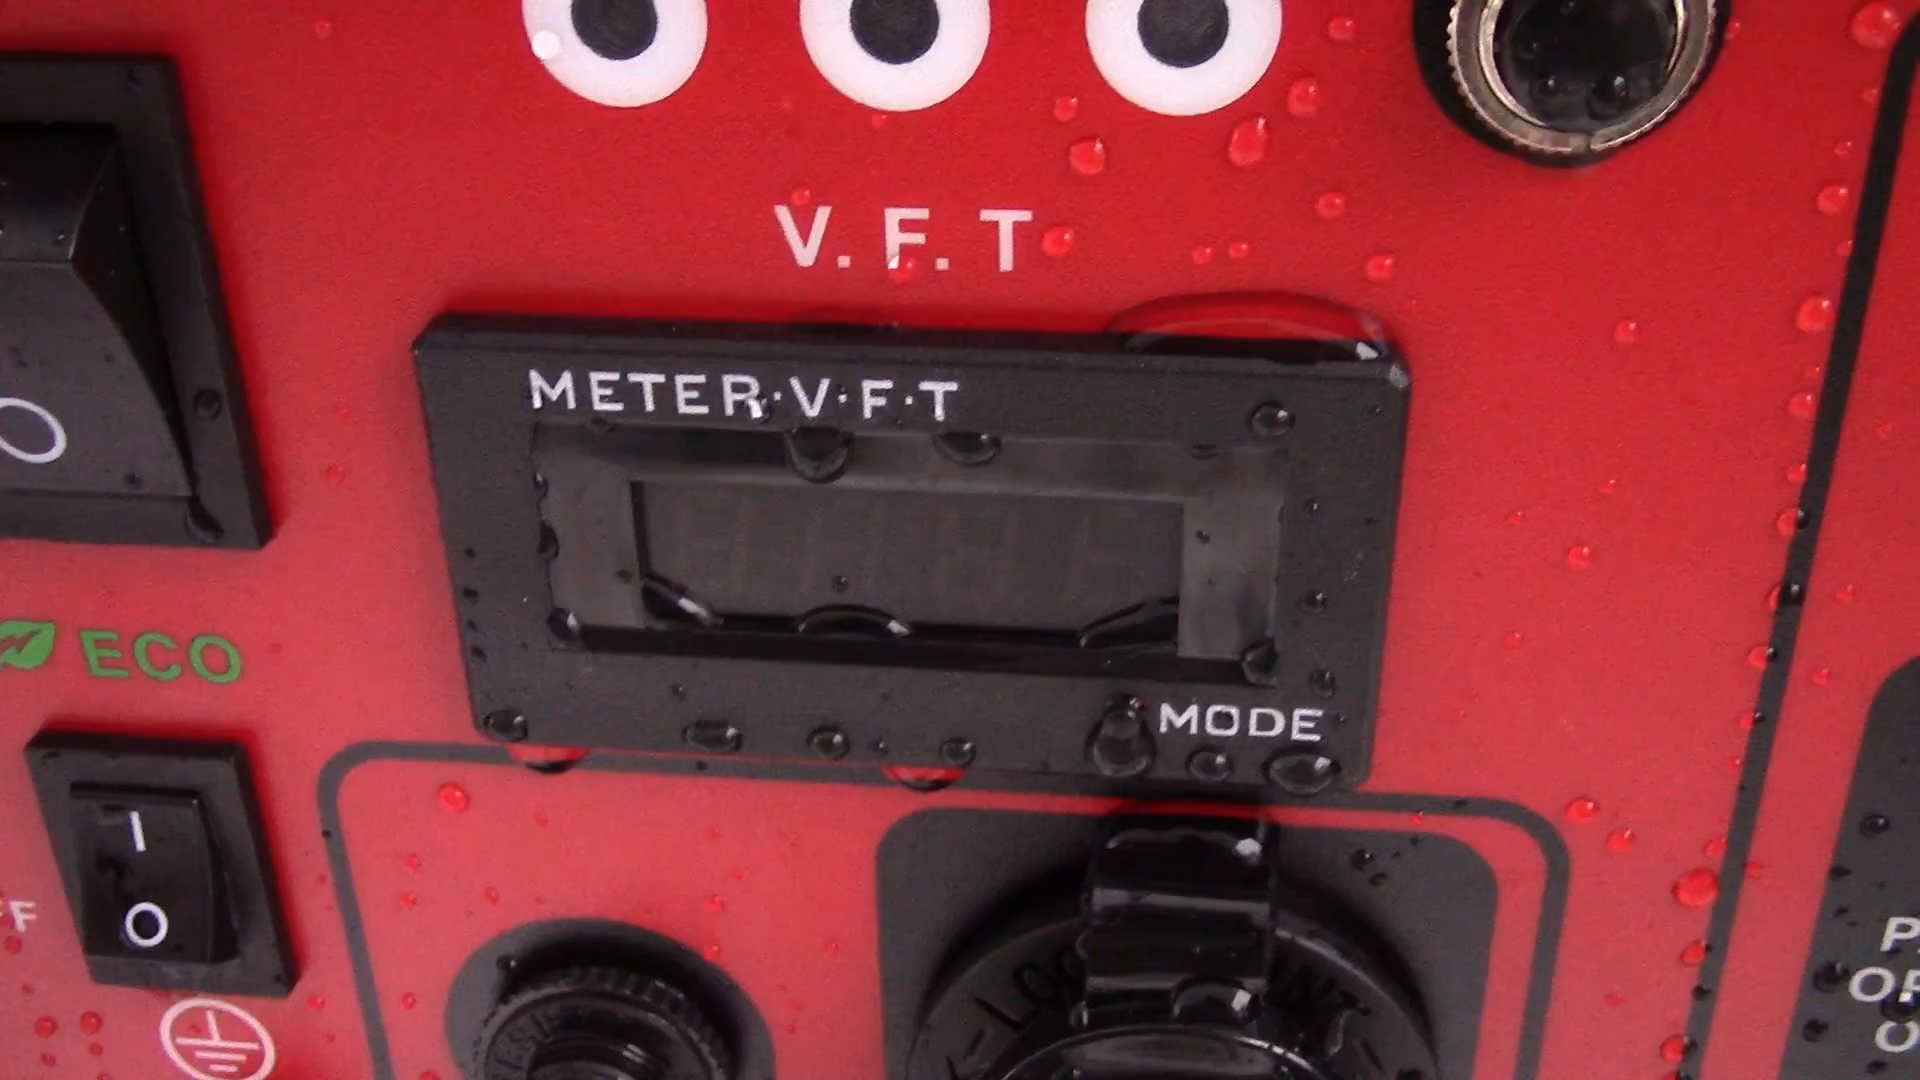 V. F. T
METER·V·F·T
O
ECO
MODE
I
O